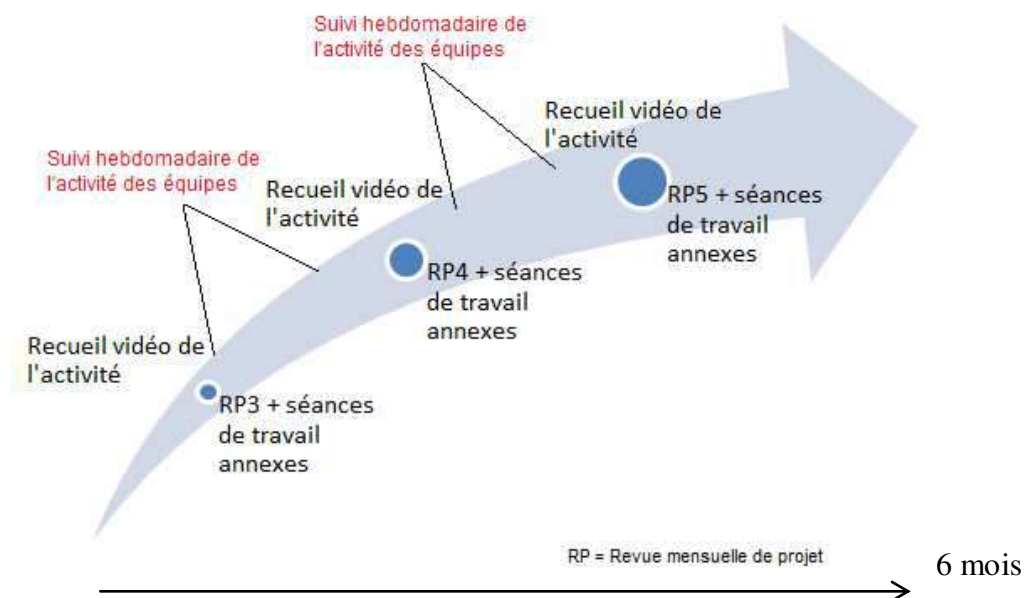 Suivi hebdomadaire de
l'activité des équipes
Recueil vidéo de
l'activité
RP5 + séances
de travail
annexes
Suivi hebdomadaire de
l'activité des équipes
Recueil vidéo de
l'activité
RP4 + séances
de travail
annexes
Recueil vidéo de
l'activité
RP3 + séances
de travail
annexes
RP = Revue mensuelle de projet
6 mois